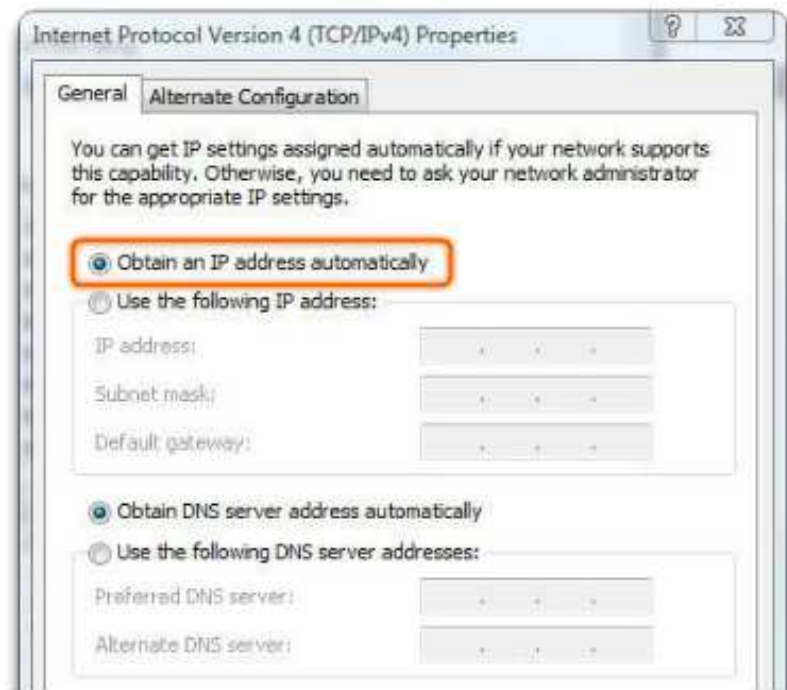 Internet Protocol Version 4 (TCP/IPv4) Properties
General
Alternate Configuration
You can get IP settings assigned automatically if your network supports
this capability. Otherwise, you need to ask your network administrator
for the appropriate IP settings.
Obtain an IP address automatically
Use the following IP address:
IP address:
Subnet mask:
Default gateway:
Obtain DNS server address automatically
Use the following DNS server addresses:
Preferred DNS server:
Alternate DNS server: